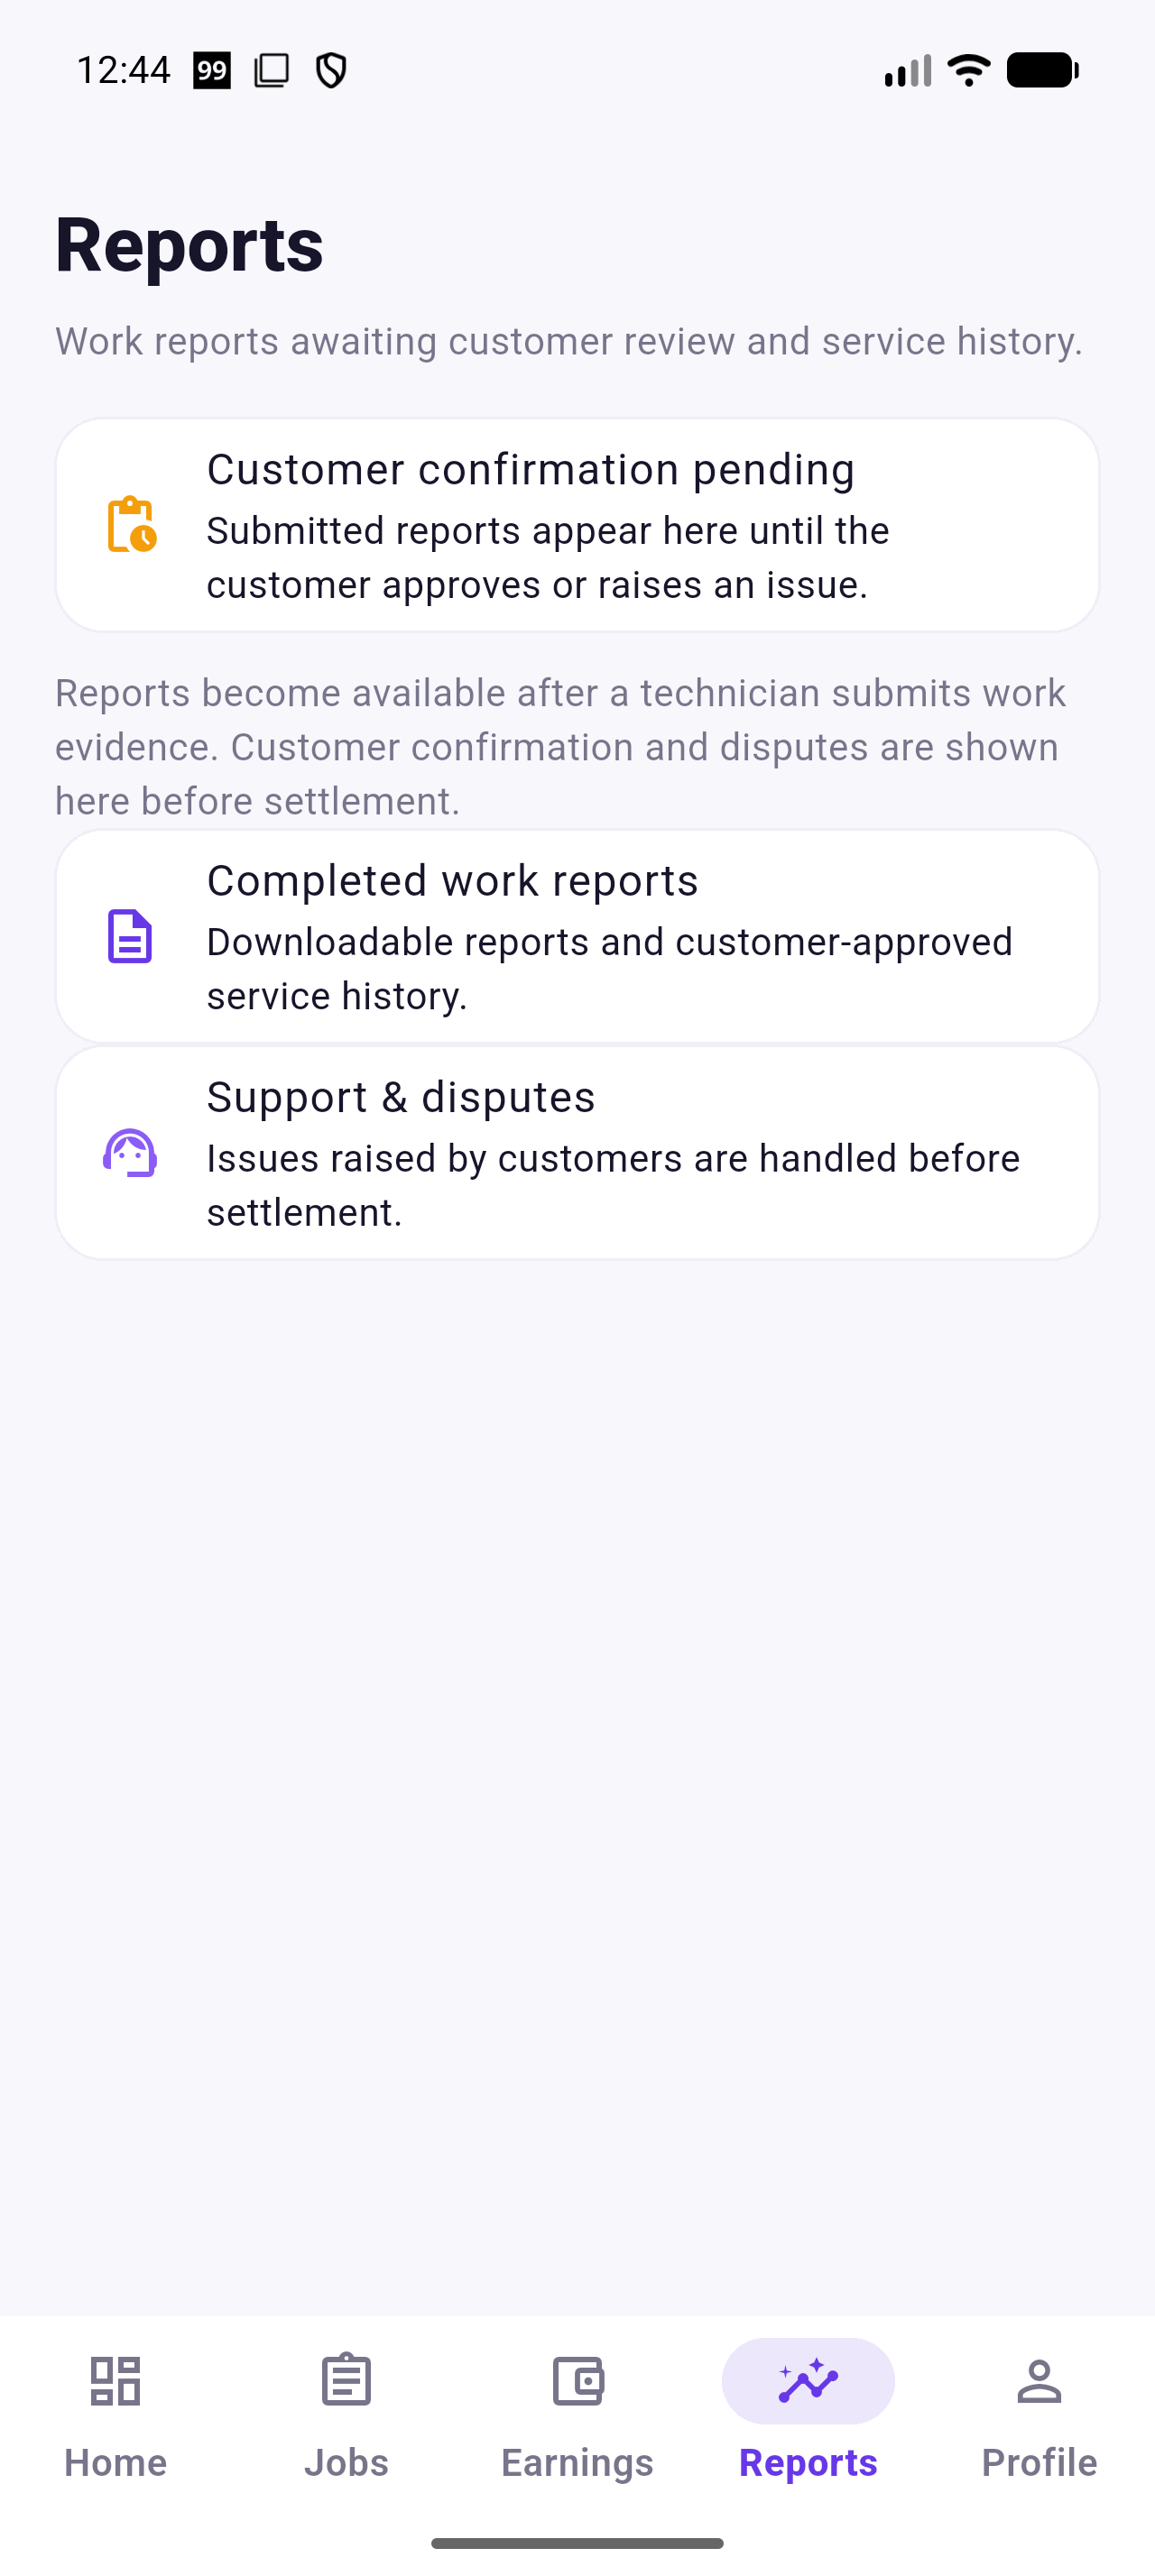 12:44 99
Reports
Work reports awaiting customer review and service history.
Customer confirmation pending
Submitted reports appear here until the
customer approves or raises an issue.
Reports become available after a technician submits work
evidence. Customer confirmation and disputes are shown
here before settlement.
Completed work reports
Downloadable reports and customer-approved
service history.
Support & disputes
Issues raised by customers are handled before
settlement.
Home Jobs Earnings Reports Profile